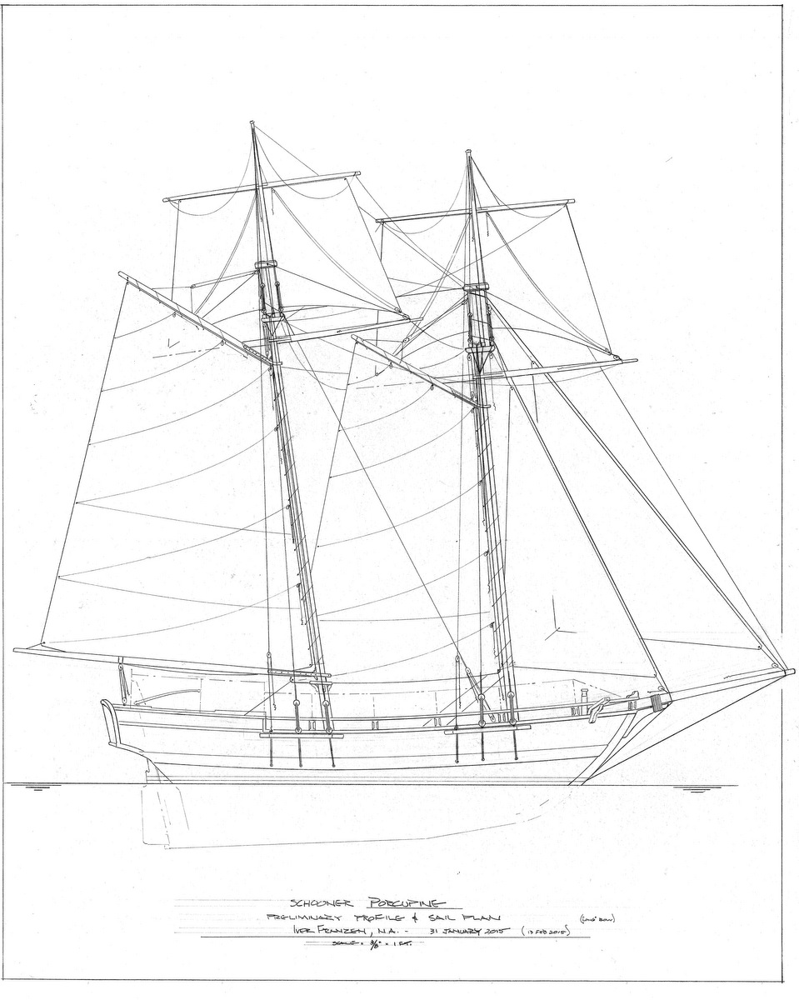 SCHOONER PORCUPINE
PRELIMINARY PROFILE & SAIL PLAN ("LONG" BOW)
IVER FRANZEN, N.A. - 31 JANUARY 2015 (13 FEB 2015)
SCALE: 3/8" = 1 FT.